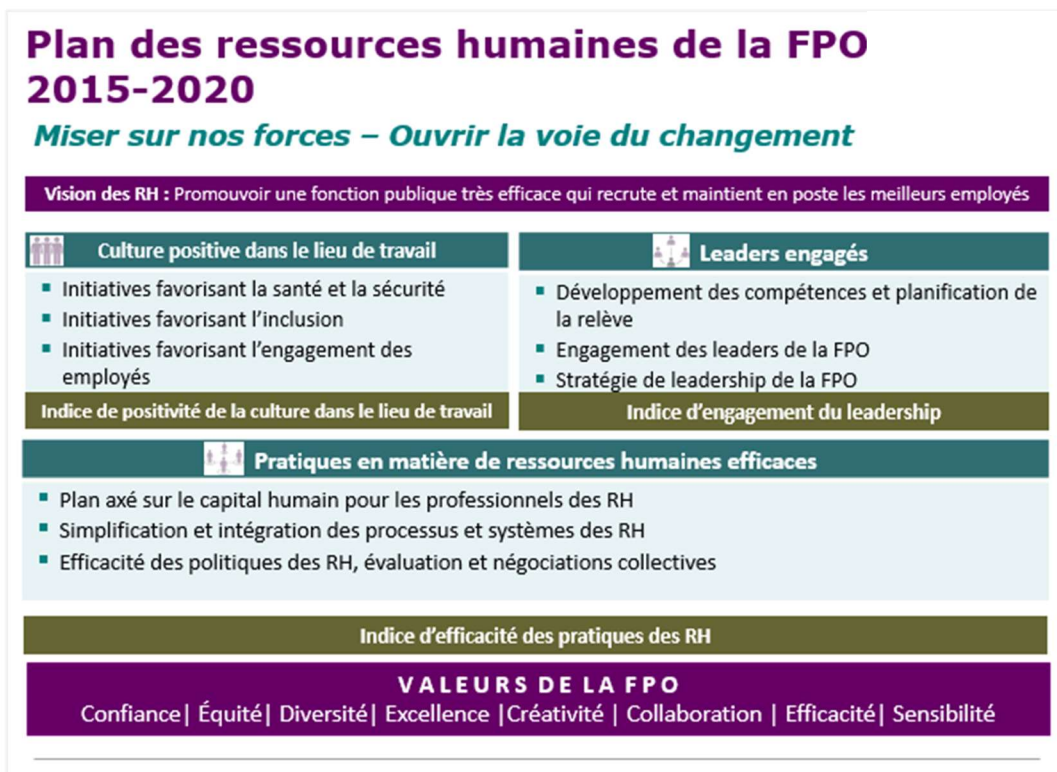 Plan des ressources humaines de la FPO
2015-2020
Miser sur nos forces – Ouvrir la voie du changement
Vision des RH : Promouvoir une fonction publique très efficace qui recrute et maintient en poste les meilleurs employés
Culture positive dans le lieu de travail
▪ Initiatives favorisant la santé et la sécurité
▪ Initiatives favorisant l’inclusion
▪ Initiatives favorisant l’engagement des
employés
Indice de positivité de la culture dans le lieu de travail
Leaders engagés
▪ Développement des compétences et planification de
la relève
▪ Engagement des leaders de la FPO
▪ Stratégie de leadership de la FPO
Indice d’engagement du leadership
Pratiques en matière de ressources humaines efficaces
▪ Plan axé sur le capital humain pour les professionnels des RH
▪ Simplification et intégration des processus et systèmes des RH
▪ Efficacité des politiques des RH, évaluation et négociations collectives
Indice d’efficacité des pratiques des RH
VALEURS DE LA FPO
Confiance| Équité| Diversité| Excellence |Créativité | Collaboration | Efficacité| Sensibilité